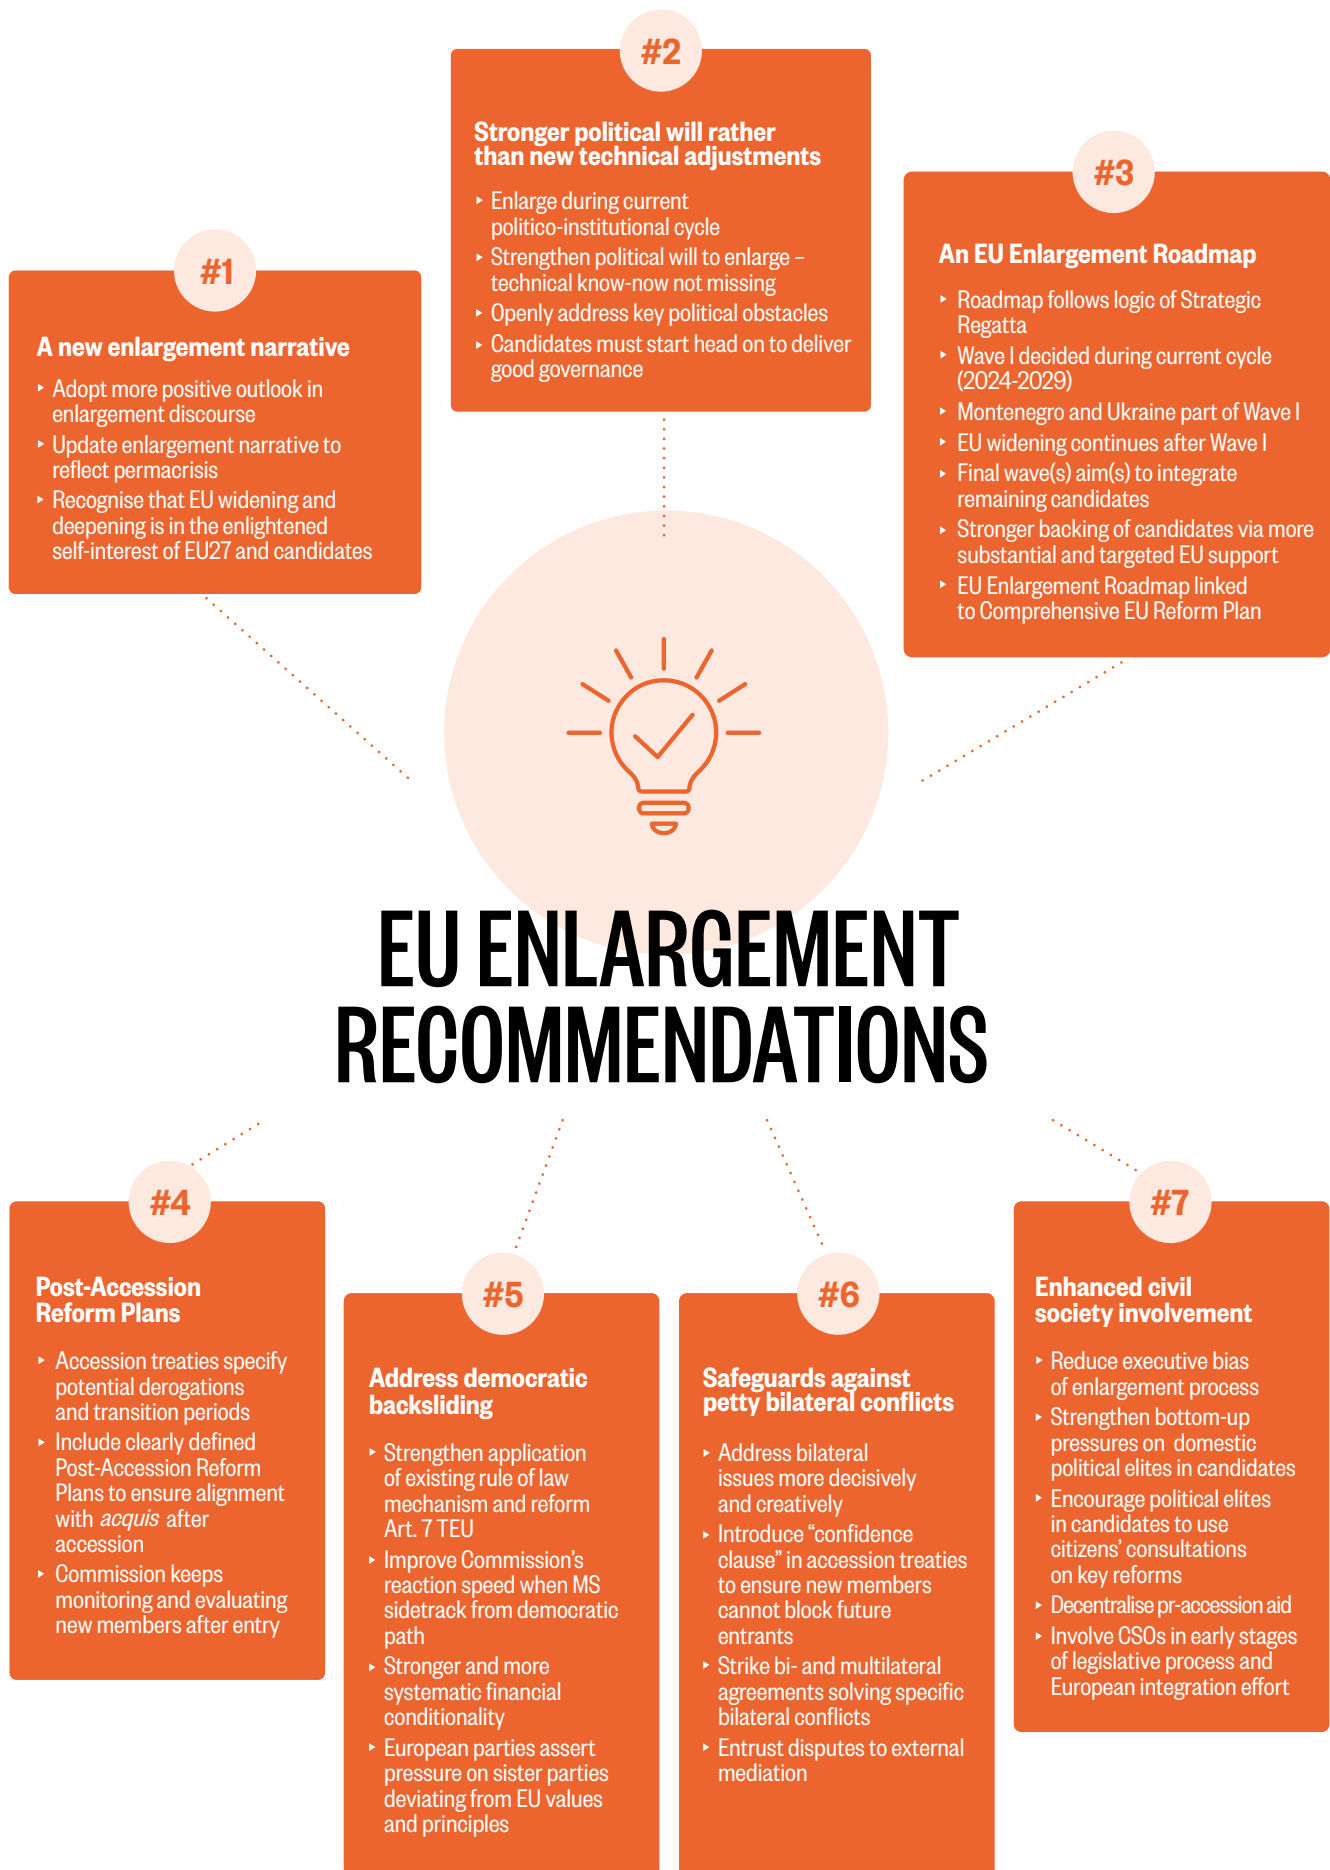 #1
A new enlargement narrative
‣ Adopt more positive outlook in
enlargement discourse
‣ Update enlargement narrative to
reflect permacrisis
‣ Recognise that EU widening and
deepening is in the enlightened
self-interest of EU27 and candidates
#2
Stronger political will rather
than new technical adjustments
‣ Enlarge during current
politico-institutional cycle
‣ Strengthen political will to enlarge –
technical know-now not missing
‣ Openly address key political obstacles
‣ Candidates must start head on to deliver
good governance
#3
An EU Enlargement Roadmap
‣ Roadmap follows logic of Strategic
Regatta
‣ Wave I decided during current cycle
(2024-2029)
‣ Montenegro and Ukraine part of Wave I
‣ EU widening continues after Wave I
‣ Final wave(s) aim(s) to integrate
remaining candidates
‣ Stronger backing of candidates via more
substantial and targeted EU support
‣ EU Enlargement Roadmap linked
to Comprehensive EU Reform Plan
EU ENLARGEMENT
RECOMMENDATIONS
#4
Post-Accession
Reform Plans
‣ Accession treaties specify
potential derogations
and transition periods
‣ Include clearly defined
Post-Accession Reform
Plans to ensure alignment
with acquis after
accession
‣ Commission keeps
monitoring and evaluating
new members after entry
#5
Address democratic
backsliding
‣ Strengthen application
of existing rule of law
mechanism and reform
Art. 7 TEU
‣ Improve Commission’s
reaction speed when MS
sidetrack from democratic
path
‣ Stronger and more
systematic financial
conditionality
‣ European parties assert
pressure on sister parties
deviating from EU values
and principles
#6
Safeguards against
petty bilateral conflicts
‣ Address bilateral
issues more decisively
and creatively
‣ Introduce “confidence
clause” in accession treaties
to ensure new members
cannot block future
entrants
‣ Strike bi- and multilateral
agreements solving specific
bilateral conflicts
‣ Entrust disputes to external
mediation
#7
Enhanced civil
society involvement
‣ Reduce executive bias
of enlargement process
‣ Strengthen bottom-up
pressures on domestic
political elites in candidates
‣ Encourage political elites
in candidates to use
citizens’ consultations
on key reforms
‣ Decentralise pr-accession aid
‣ Involve CSOs in early stages
of legislative process and
European integration effort